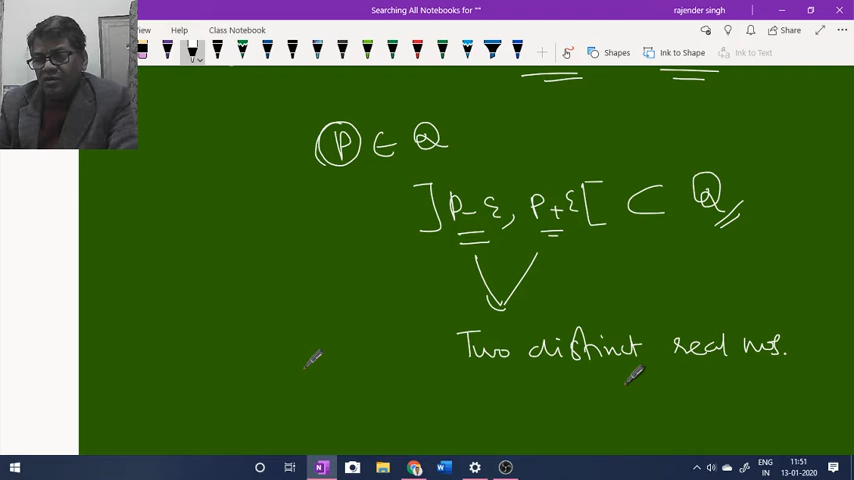 Searching All Notebooks for ""
rajender singh
View Help Class Notebook
Share
Shapes Ink to Shape Ink to Text
P ∈ Q
]P-ε, P+ε[ ⊂ Q
Two distinct real nos.
ENG
IN
11:51
13-01-2020